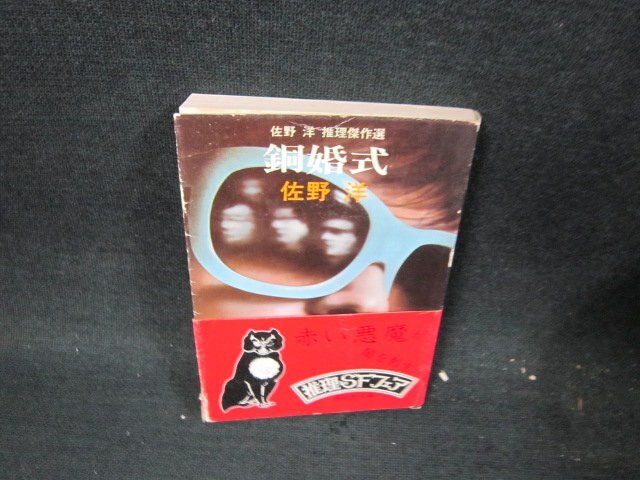 佐野 洋 推理傑作選
銅婚式
佐野 洋
赤い悪魔が
推理SFフェア